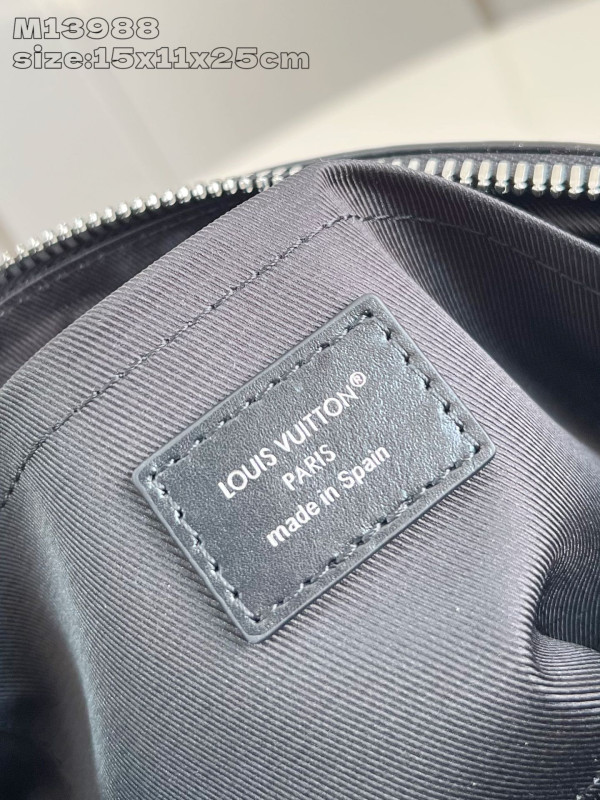 M13988
size:15x11x25cm
LOUIS VUITTON®
PARIS
made in Spain